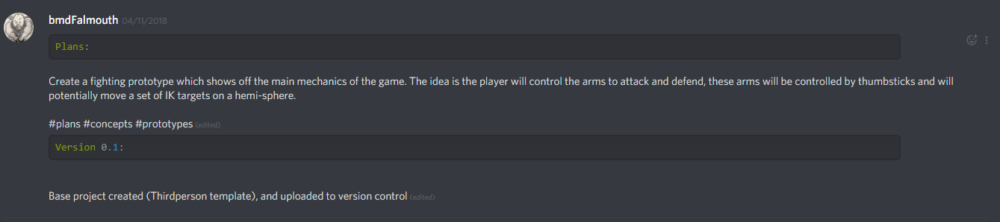 bmdFalmouth 04/11/2018
Plans:
Create a fighting prototype which shows off the main mechanics of the game. The idea is the player will control the arms to attack and defend, these arms will be controlled by thumbsticks and will
potentially move a set of IK targets on a hemi-sphere.
#plans #concepts #prototypes (edited)
Version 0.1:
Base project created (Thirdperson template), and uploaded to version control (edited)